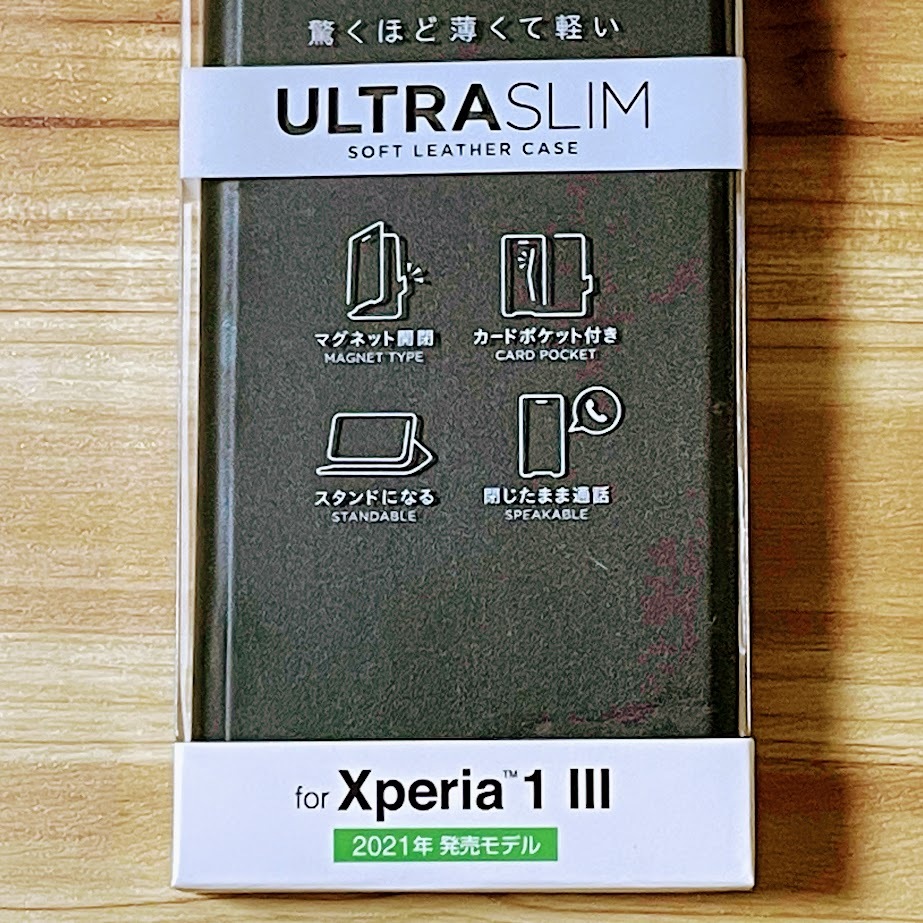 驚くほど薄くて軽い
ULTRASLIM
SOFT LEATHER CASE
マグネット開閉
MAGNET TYPE
カードポケット付き
CARD POCKET
スタンドになる
STANDABLE
閉じたまま通話
SPEAKABLE
for Xperia™ 1 III
2021年 発売モデル